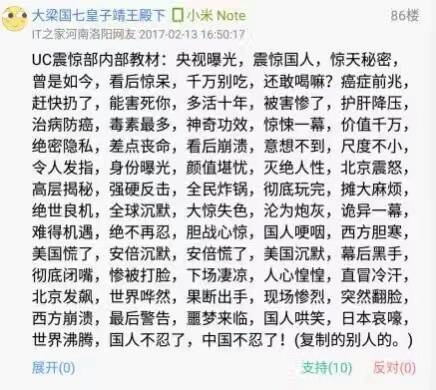 大梁国七皇子靖王殿下 小米 Note 86楼
IT之家河南洛阳网友 2017-02-13 16:50:17
UC震惊部内部教材：央视曝光，震惊国人，惊天秘密，
曾是如今，看后惊呆，千万别吃，还敢喝嘛？癌症前兆，
赶快扔了，能害死你，多活十年，被害惨了，护肝降压，
治病防癌，毒素最多，神奇功效，惊悚一幕，价值千万，
绝密隐私，差点丧命，看后崩溃，意想不到，尺度不小，
令人发指，身份曝光，颜值堪忧，灭绝人性，北京震怒，
高层揭秘，强硬反击，全民炸锅，彻底玩完，摊大麻烦，
绝世良机，全球沉默，大惊失色，沦为炮灰，诡异一幕，
难得机遇，绝不再忍，胆战心惊，国人哽咽，西方胆寒，
美国慌了，安倍沉默，安倍慌了，美国沉默，幕后黑手，
彻底闭嘴，惨被打脸，下场凄凉，人心惶惶，直冒冷汗，
北京发飙，世界哗然，果断出手，现场惨烈，突然翻脸，
西方崩溃，最后警告，噩梦来临，国人哄笑，日本哀嚎，
世界沸腾，国人不忍了，中国不忍了！(复制的别人的。)
展开(0) 支持(10) 反对(0)